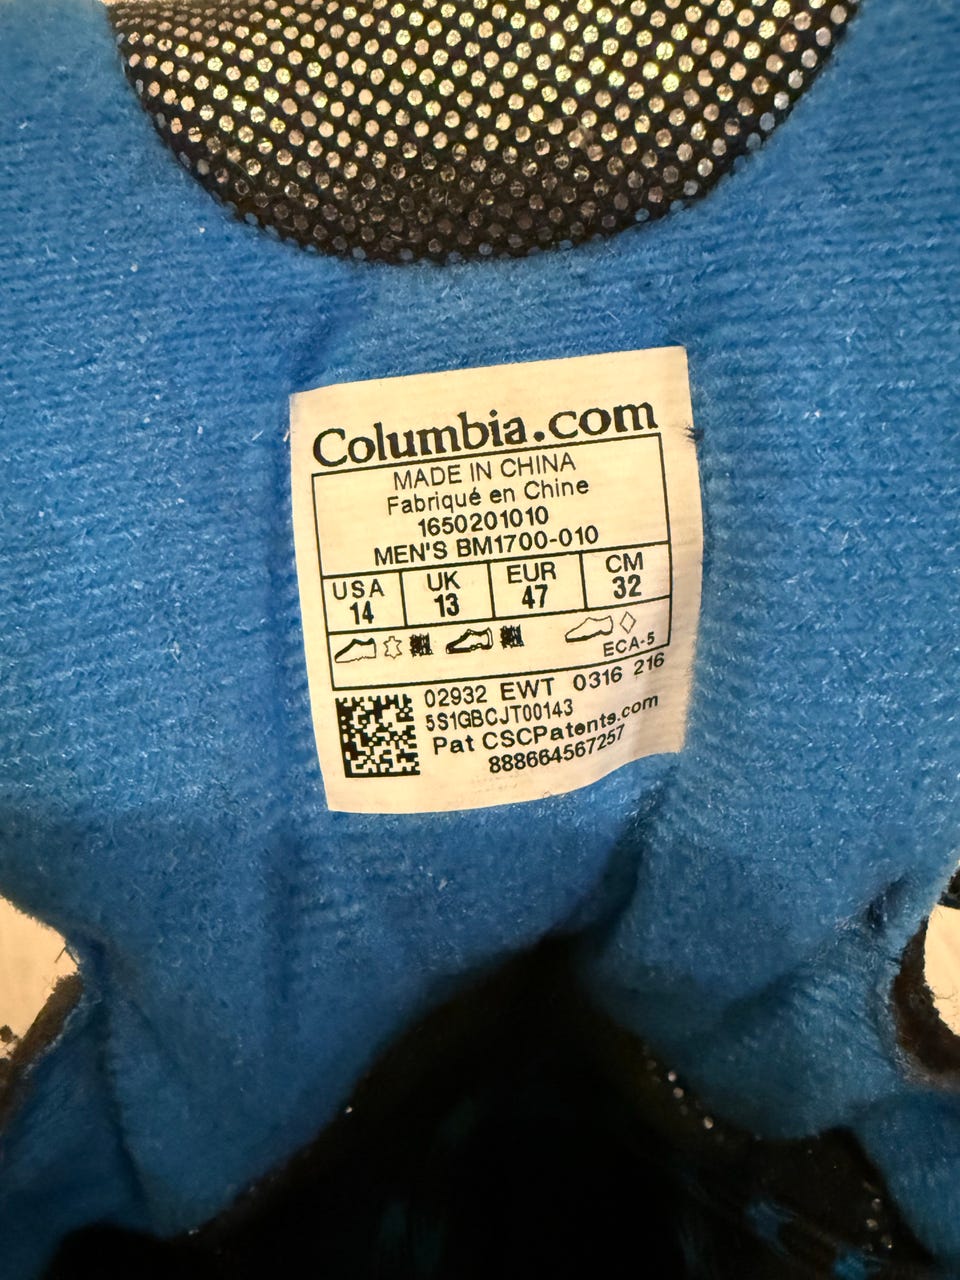 Columbia.com
MADE IN CHINA
Fabriqué en Chine
1650201010
MEN'S BM1700-010
USA UK EUR CM
14 13 47 32
ECA-5
02932 EWT 0316 216
5S1GBCJT00143
Pat CSCPatents.com
888664567257